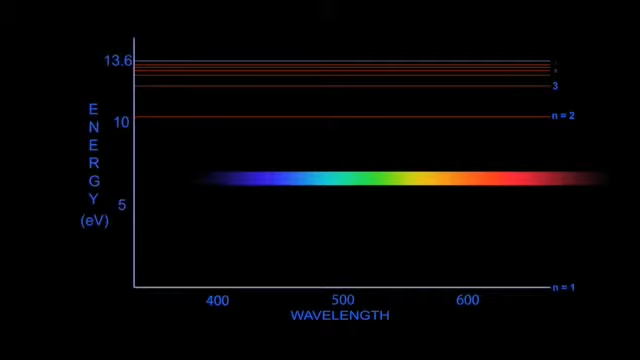 13.6
3
n = 2
10
E
N
E
R
G
Y
(eV)
5
n = 1
400 500 600
WAVELENGTH